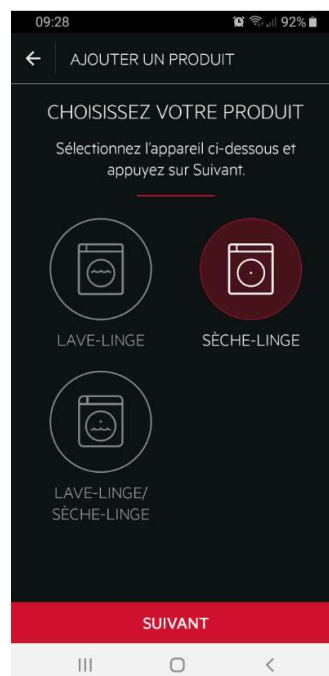 09:28 92%
AJOUTER UN PRODUIT
CHOISISSEZ VOTRE PRODUIT
Sélectionnez l'appareil ci-dessous et
appuyez sur Suivant.
LAVE-LINGE SÈCHE-LINGE
LAVE-LINGE/
SÈCHE-LINGE
SUIVANT